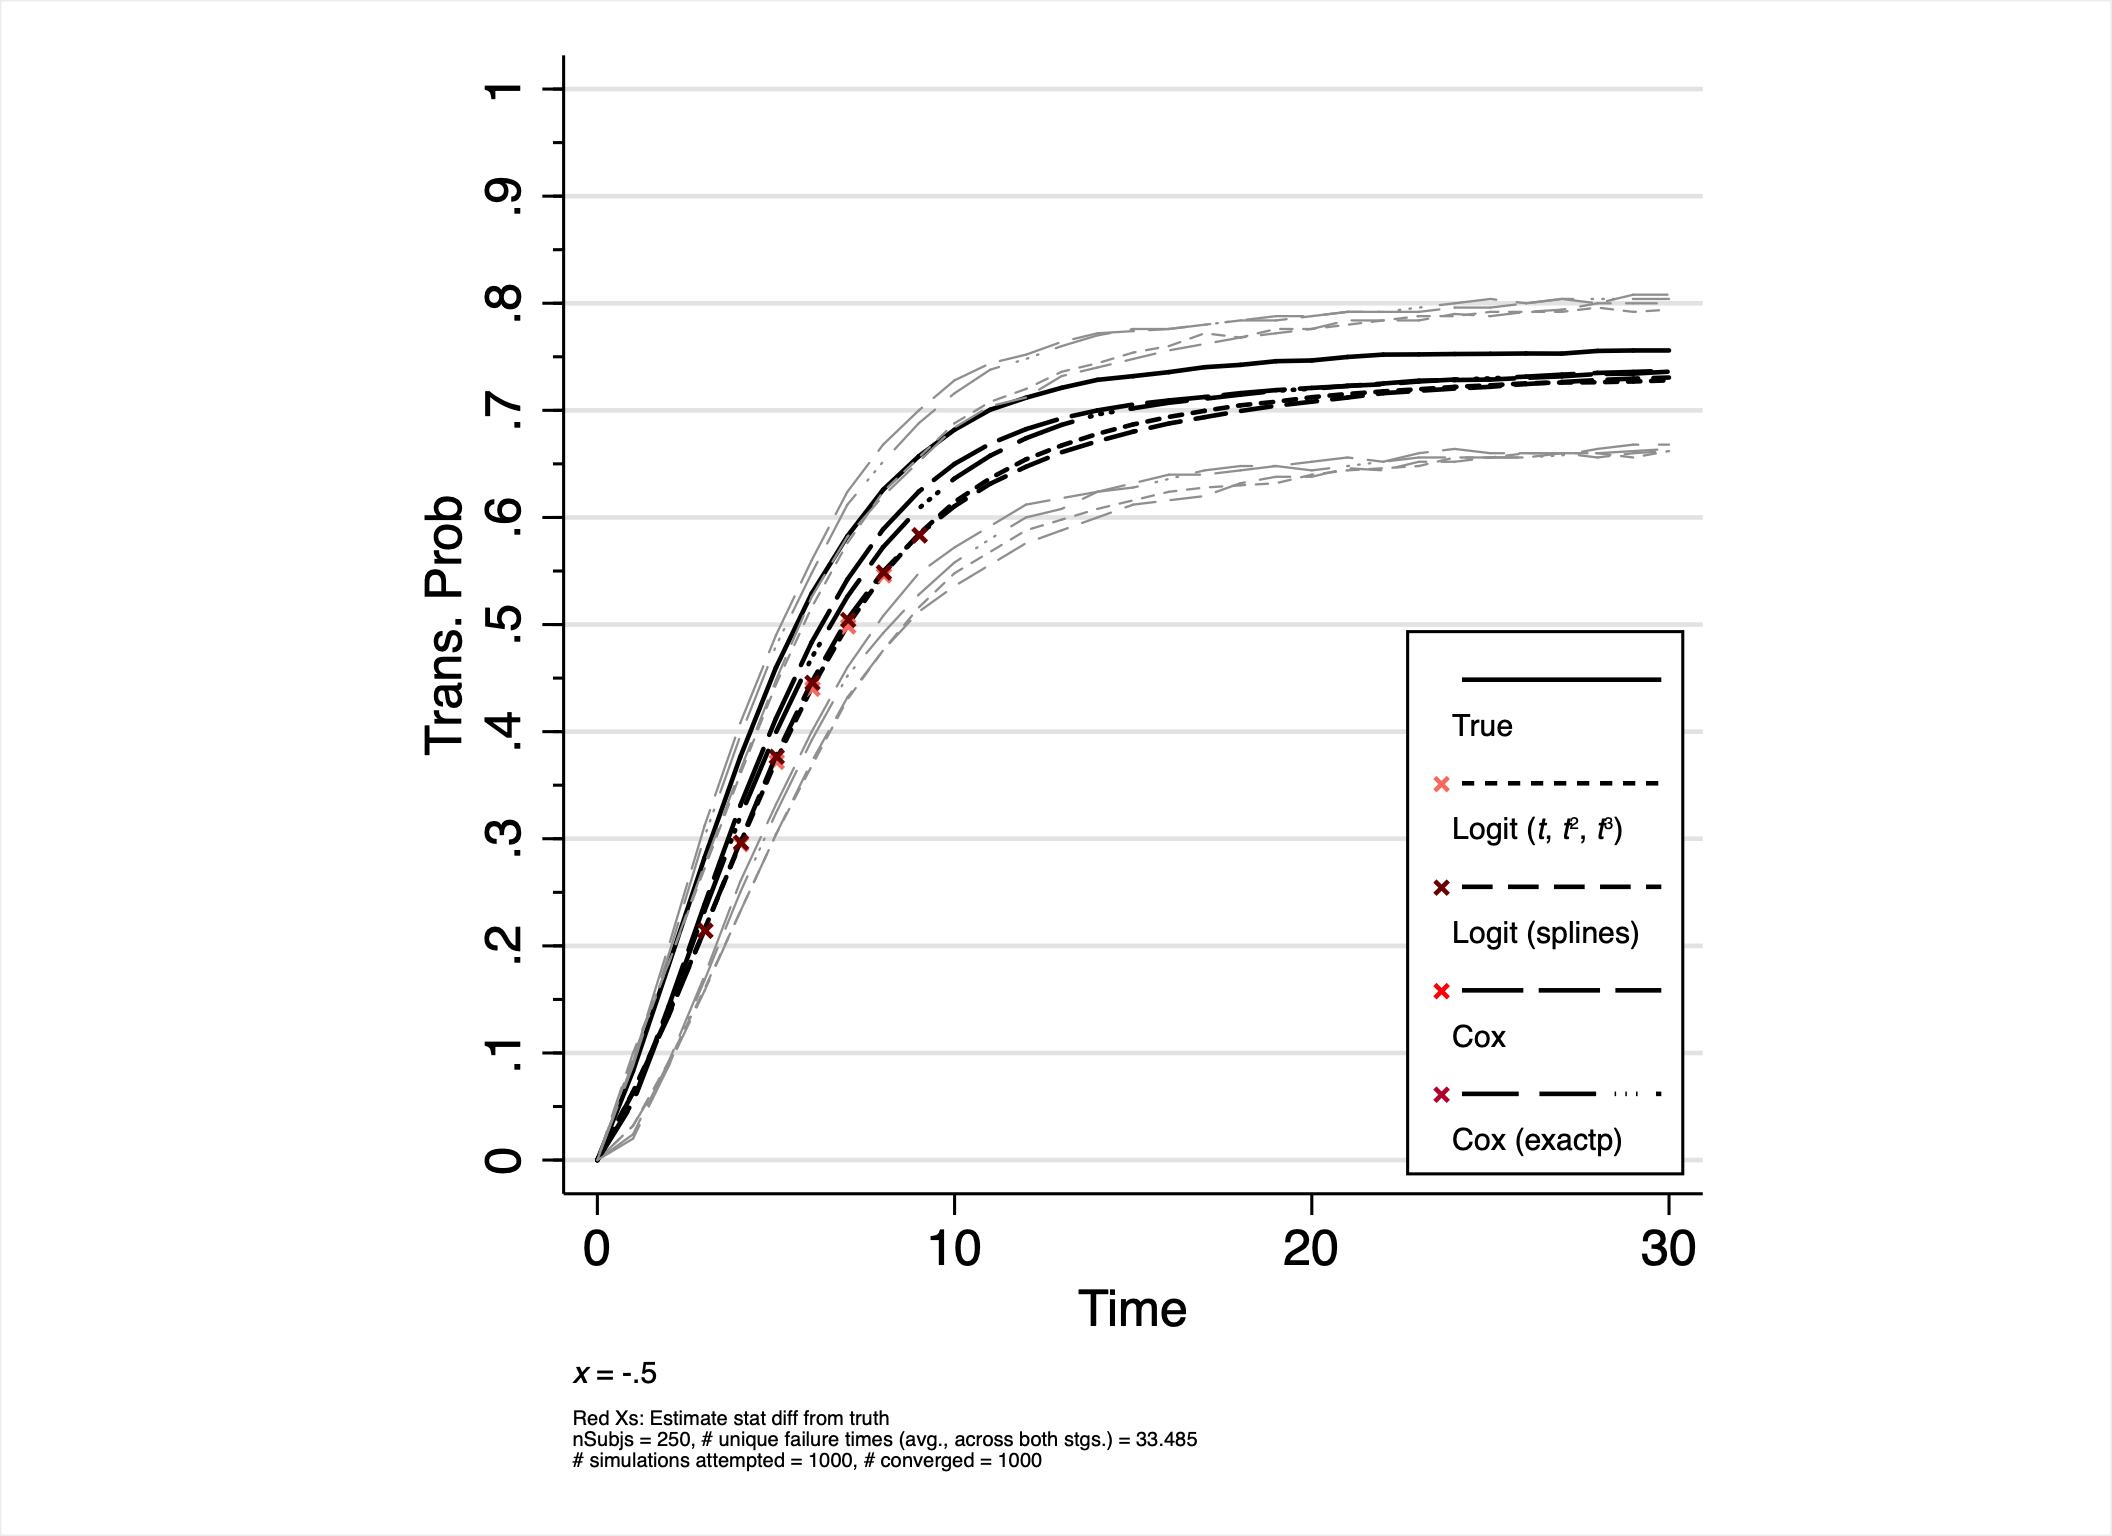 1
.9
.8
.7
.6
.5
.4
.3
.2
.1
0
Trans. Prob
True
Logit (t, t², t³)
Logit (splines)
Cox
Cox (exactp)
0 10 20 30
Time
x = -.5
Red Xs: Estimate stat diff from truth
nSubjs = 250, # unique failure times (avg., across both stgs.) = 33.485
# simulations attempted = 1000, # converged = 1000